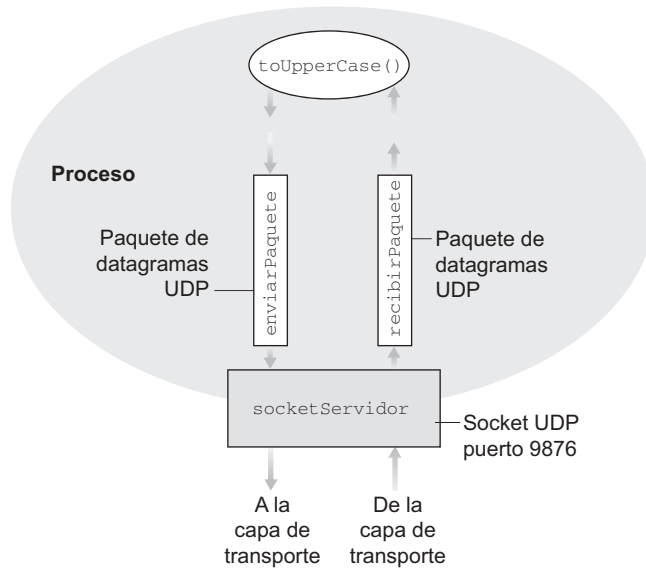 toUpperCase()
Proceso
Paquete de
datagramas
UDP
enviarPaquete
recibirPaquete
Paquete de
datagramas
UDP
socketServidor
Socket UDP
puerto 9876
A la
capa de
transporte
De la
capa de
transporte